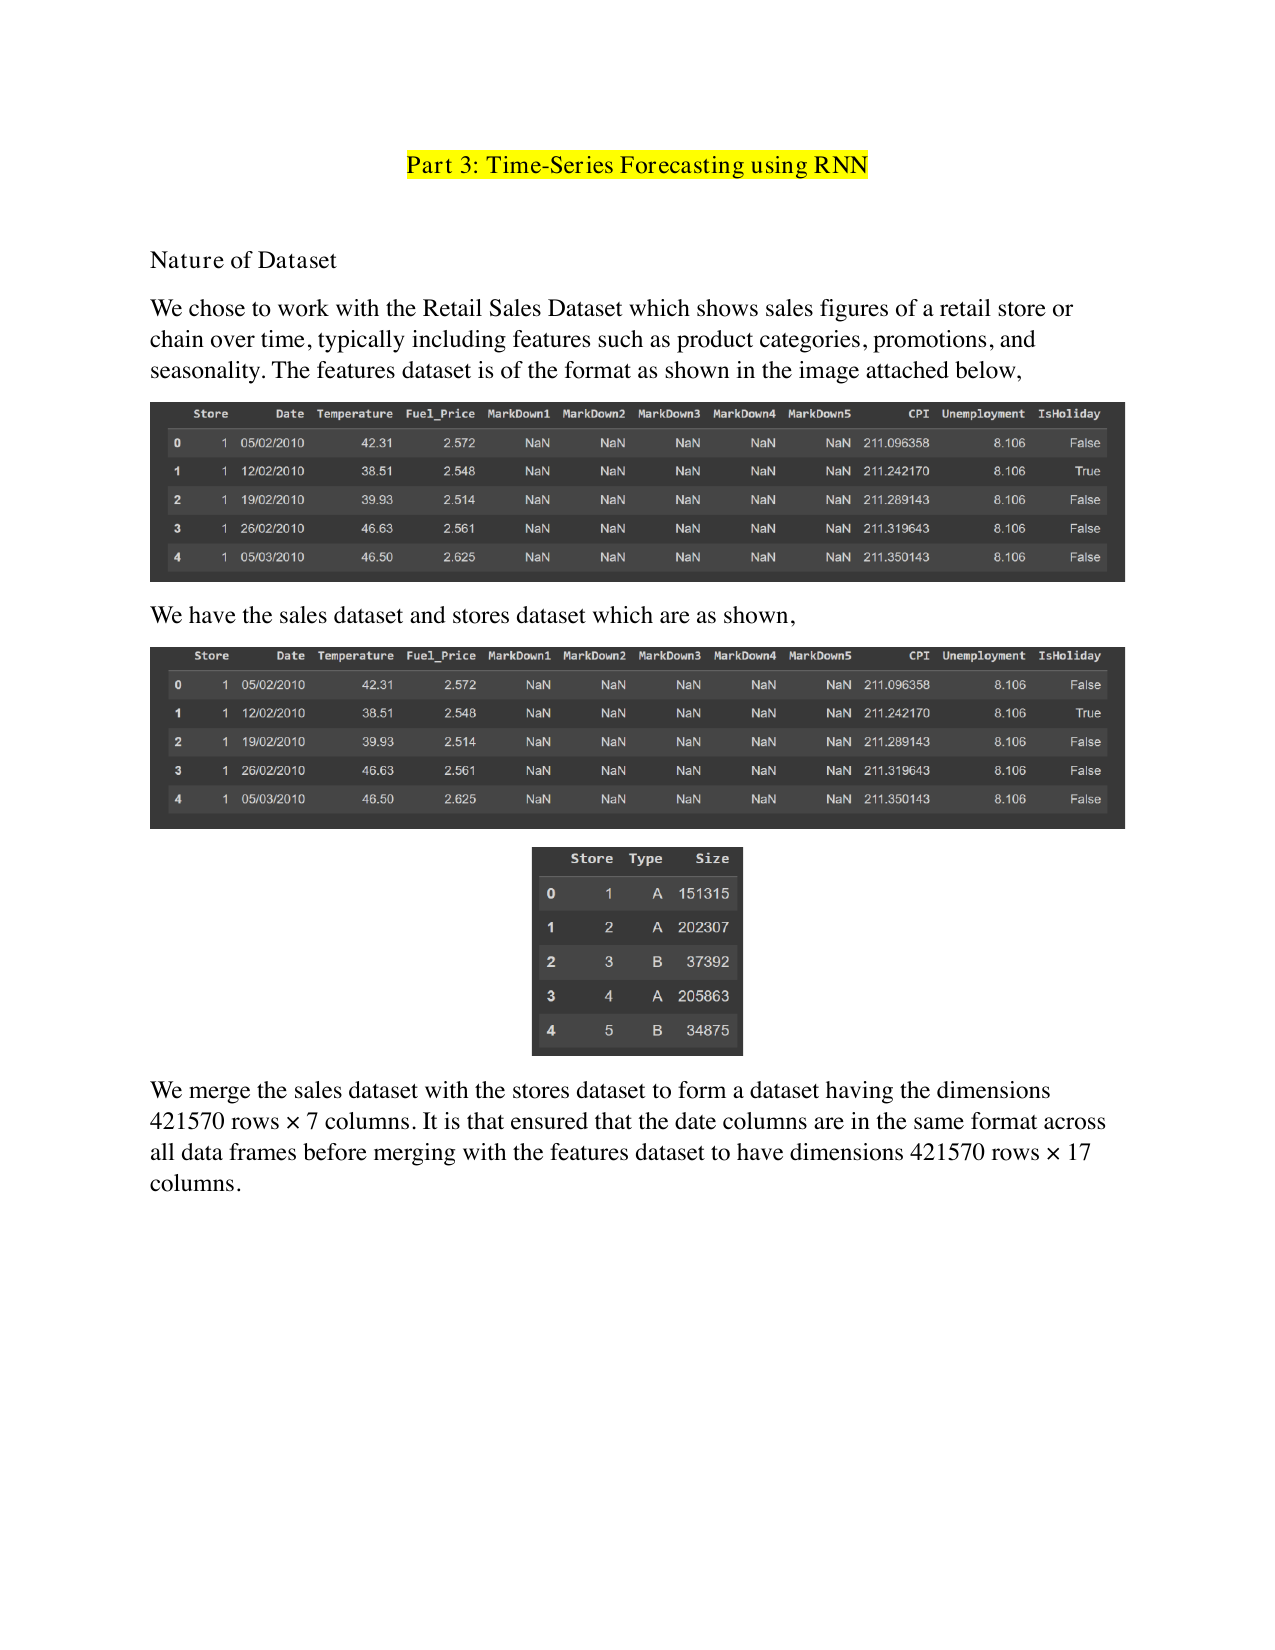 Part 3: Time-Series Forecasting using RNN
Nature of Dataset
We chose to work with the Retail Sales Dataset which shows sales figures of a retail store or
chain over time, typically including features such as product categories, promotions, and
seasonality. The features dataset is of the format as shown in the image attached below,
Store Date Temperature Fuel_Price MarkDown1 MarkDown2 MarkDown3 MarkDown4 MarkDown5 CPI Unemployment IsHoliday
0 1 05/02/2010 42.31 2.572 NaN NaN NaN NaN NaN 211.096358 8.106 False
1 1 12/02/2010 38.51 2.548 NaN NaN NaN NaN NaN 211.242170 8.106 True
2 1 19/02/2010 39.93 2.514 NaN NaN NaN NaN NaN 211.289143 8.106 False
3 1 26/02/2010 46.63 2.561 NaN NaN NaN NaN NaN 211.319643 8.106 False
4 1 05/03/2010 46.50 2.625 NaN NaN NaN NaN NaN 211.350143 8.106 False
We have the sales dataset and stores dataset which are as shown,
Store Date Temperature Fuel_Price MarkDown1 MarkDown2 MarkDown3 MarkDown4 MarkDown5 CPI Unemployment IsHoliday
0 1 05/02/2010 42.31 2.572 NaN NaN NaN NaN NaN 211.096358 8.106 False
1 1 12/02/2010 38.51 2.548 NaN NaN NaN NaN NaN 211.242170 8.106 True
2 1 19/02/2010 39.93 2.514 NaN NaN NaN NaN NaN 211.289143 8.106 False
3 1 26/02/2010 46.63 2.561 NaN NaN NaN NaN NaN 211.319643 8.106 False
4 1 05/03/2010 46.50 2.625 NaN NaN NaN NaN NaN 211.350143 8.106 False
Store Type Size
0 1 A 151315
1 2 A 202307
2 3 B 37392
3 4 A 205863
4 5 B 34875
We merge the sales dataset with the stores dataset to form a dataset having the dimensions
421570 rows × 7 columns. It is that ensured that the date columns are in the same format across
all data frames before merging with the features dataset to have dimensions 421570 rows × 17
columns.